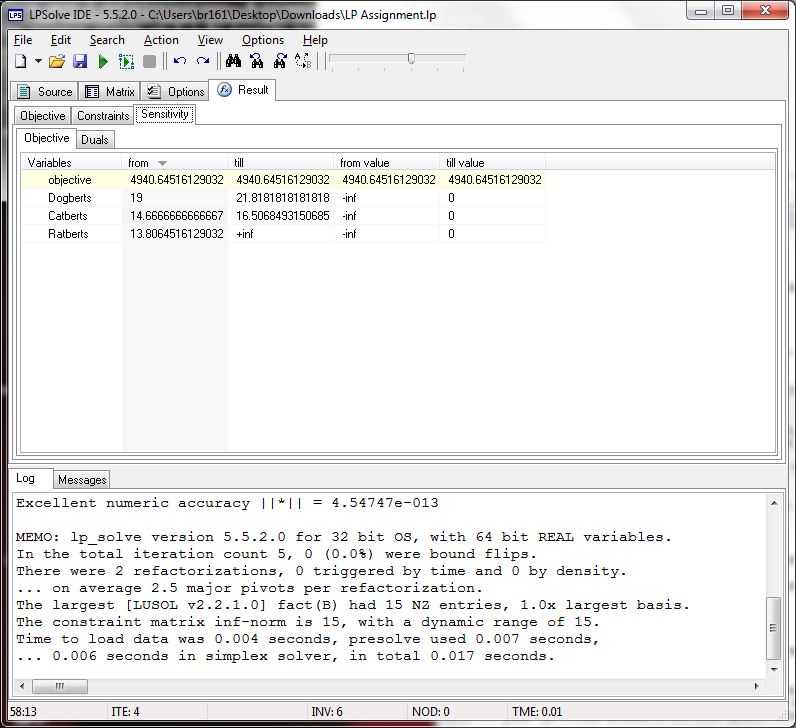 LPSolve IDE - 5.5.2.0 - C:\Users\br161\Desktop\Downloads\LP Assignment.lp
File Edit Search Action View Options Help
Source Matrix Options Result
Objective Constraints Sensitivity
Objective Duals
Variables from till from value till value
objective 4940.64516129032 4940.64516129032 4940.64516129032 4940.64516129032
Dogberts 19 21.8181818181818 -inf 0
Catberts 14.6666666666667 16.5068493150685 -inf 0
Ratberts 13.8064516129032 +inf -inf 0
Log Messages
Excellent numeric accuracy ||*|| = 4.54747e-013
MEMO: lp_solve version 5.5.2.0 for 32 bit OS, with 64 bit REAL variables.
In the total iteration count 5, 0 (0.0%) were bound flips.
There were 2 refactorizations, 0 triggered by time and 0 by density.
... on average 2.5 major pivots per refactorization.
The largest [LUSOL v2.2.1.0] fact(B) had 15 NZ entries, 1.0x largest basis.
The constraint matrix inf-norm is 15, with a dynamic range of 15.
Time to load data was 0.004 seconds, presolve used 0.007 seconds,
... 0.006 seconds in simplex solver, in total 0.017 seconds.
58:13 ITE: 4 INV: 6 NOD: 0 TME: 0.01